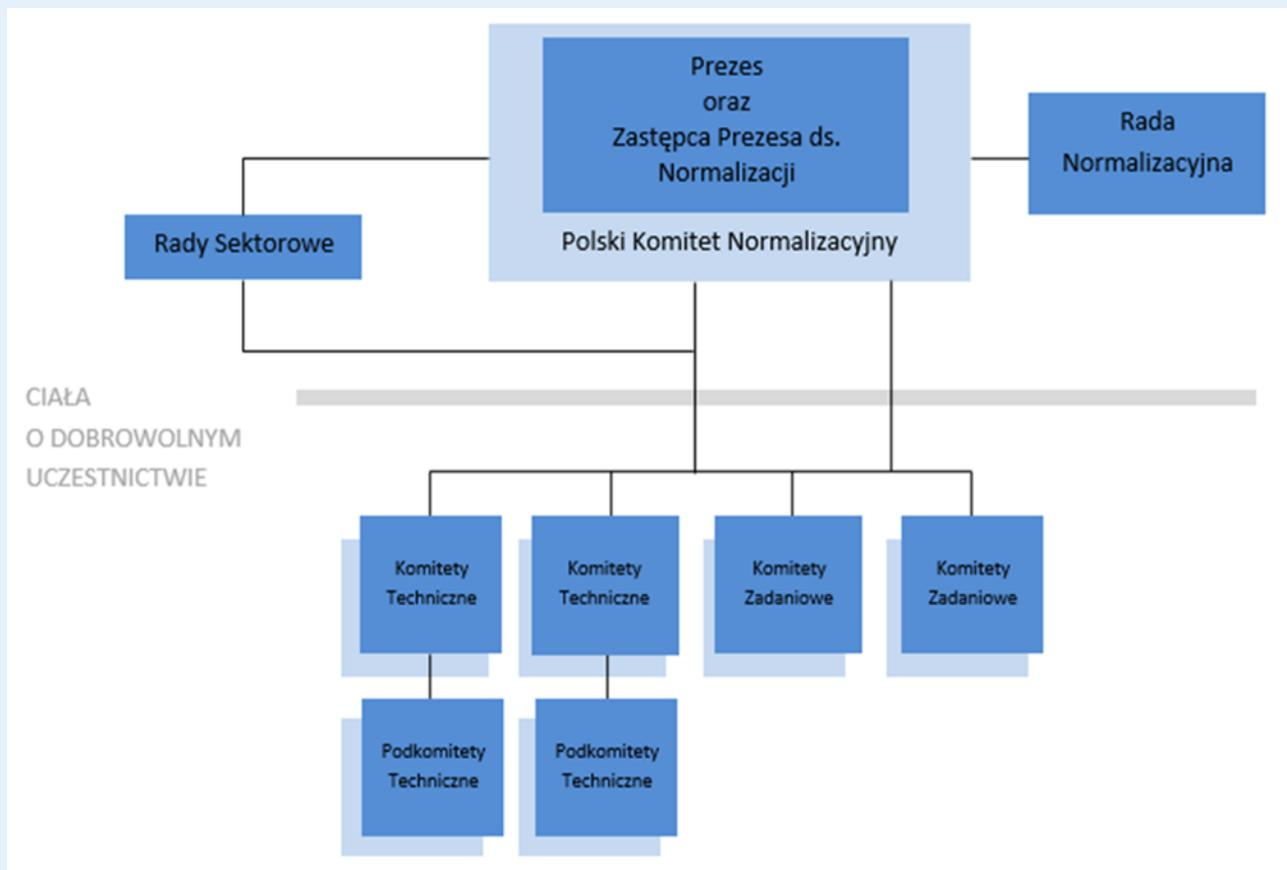 Prezes
oraz
Zastępca Prezesa ds.
Normalizacji
Polski Komitet Normalizacyjny
Rada
Normalizacyjna
Rady Sektorowe
CIAŁA
O DOBROWOLNYM
UCZESTNICTWIE
Komitety
Techniczne
Komitety
Techniczne
Komitety
Zadaniowe
Komitety
Zadaniowe
Podkomitety
Techniczne
Podkomitety
Techniczne